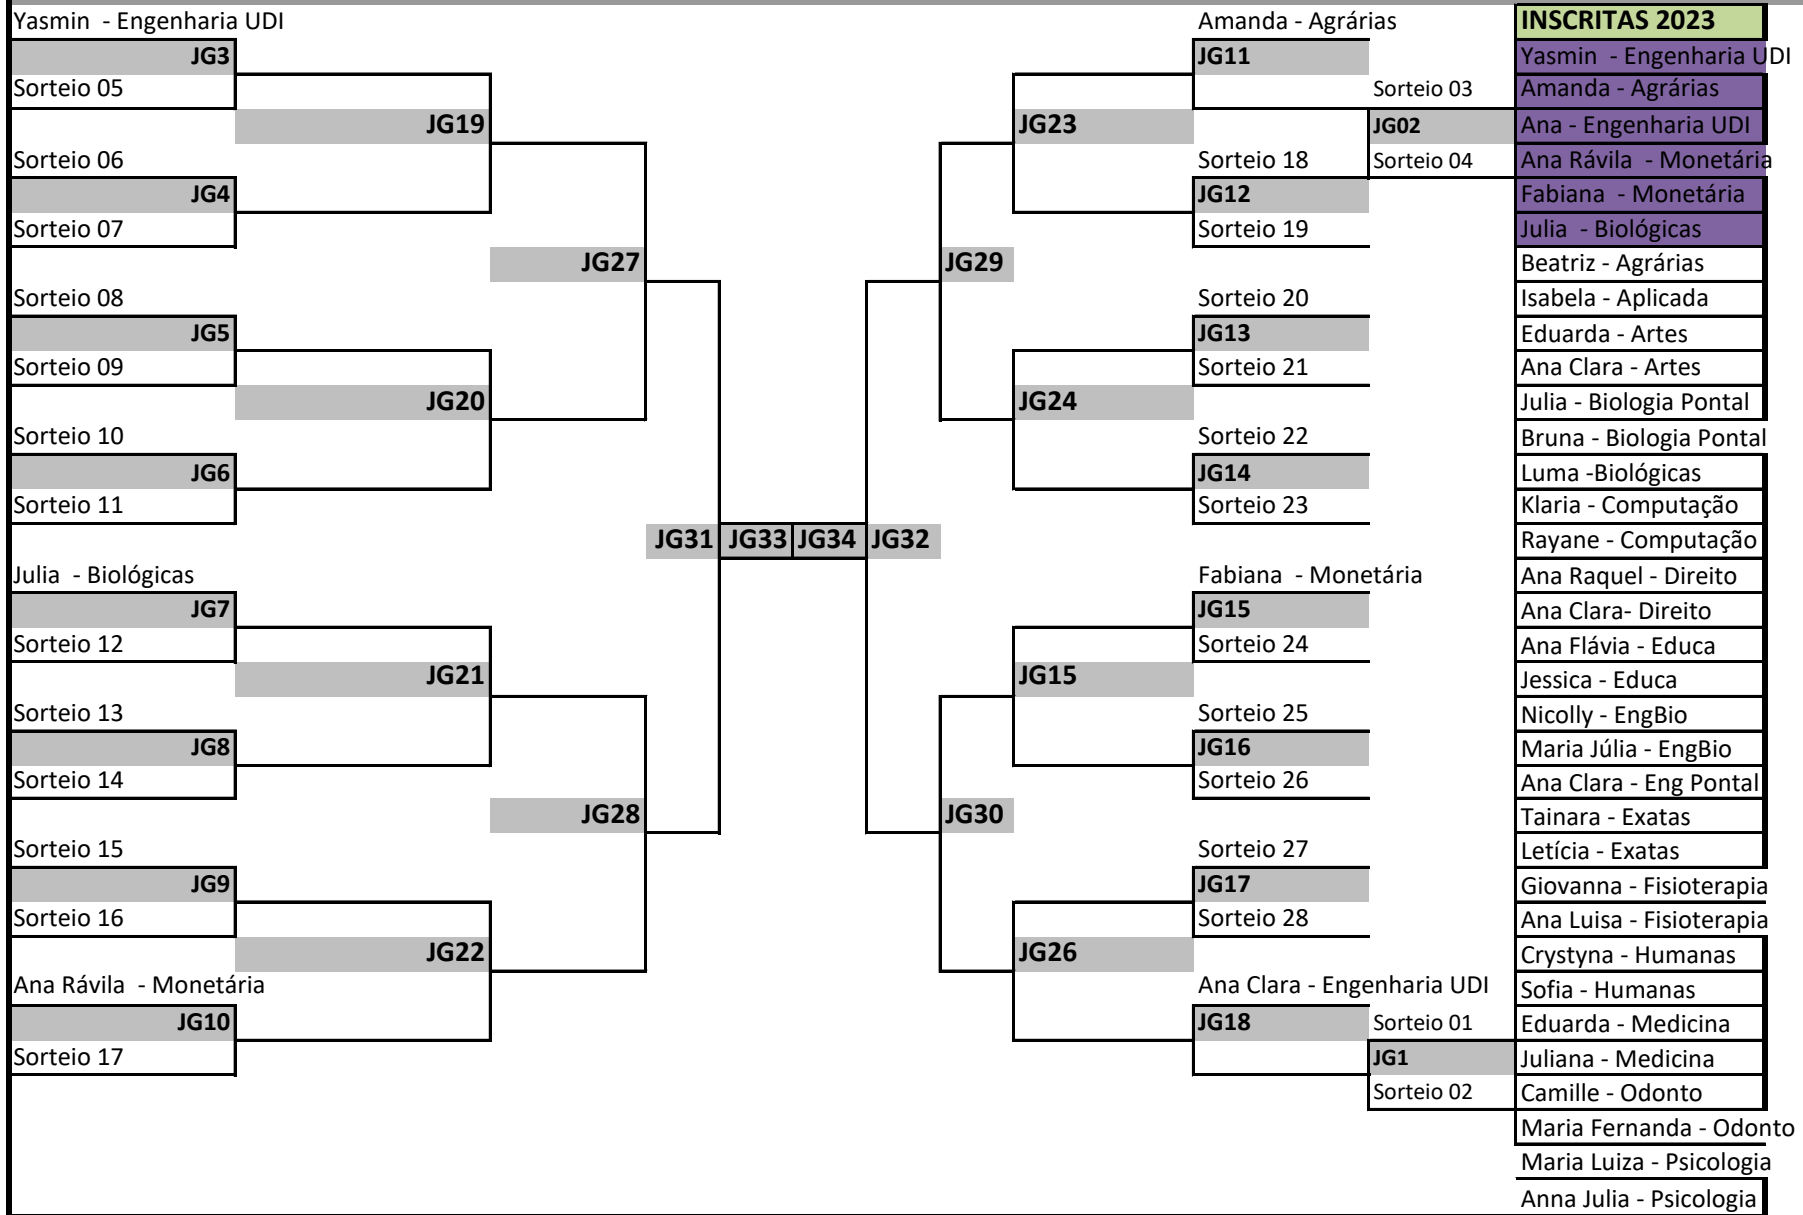 Yasmin  - Engenharia UDI
JG3
Sorteio 05
JG19
Sorteio 06
JG4
Sorteio 07
JG27
Sorteio 08
JG5
Sorteio 09
JG20
Sorteio 10
JG6
Sorteio 11
JG31 JG33 JG34 JG32
Julia  - Biológicas
JG7
Sorteio 12
JG21
Sorteio 13
JG8
Sorteio 14
JG28
Sorteio 15
JG9
Sorteio 16
JG22
Ana Rávila  - Monetária
JG10
Sorteio 17
Amanda - Agrárias
JG11
Sorteio 03
JG23
JG02
Sorteio 18
Sorteio 04
JG12
Sorteio 19
JG29
Sorteio 20
JG13
Sorteio 21
JG24
Sorteio 22
JG14
Sorteio 23
Fabiana  - Monetária
JG15
Sorteio 24
JG15
Sorteio 25
JG16
Sorteio 26
JG30
Sorteio 27
JG17
Sorteio 28
JG26
Ana Clara - Engenharia UDI
JG18
Sorteio 01
JG1
Sorteio 02
INSCRITAS 2023
Yasmin  - Engenharia UDI
Amanda - Agrárias
Ana - Engenharia UDI
Ana Rávila  - Monetária
Fabiana  - Monetária
Julia  - Biológicas
Beatriz - Agrárias
Isabela - Aplicada
Eduarda - Artes
Ana Clara - Artes
Julia - Biologia Pontal
Bruna - Biologia Pontal
Luma -Biológicas
Klaria - Computação
Rayane - Computação
Ana Raquel - Direito
Ana Clara- Direito
Ana Flávia - Educa
Jessica - Educa
Nicolly - EngBio
Maria Júlia - EngBio
Ana Clara - Eng Pontal
Tainara - Exatas
Letícia - Exatas
Giovanna - Fisioterapia
Ana Luisa - Fisioterapia
Crystyna - Humanas
Sofia - Humanas
Eduarda - Medicina
Juliana - Medicina
Camille - Odonto
Maria Fernanda - Odonto
Maria Luiza - Psicologia
Anna Julia - Psicologia